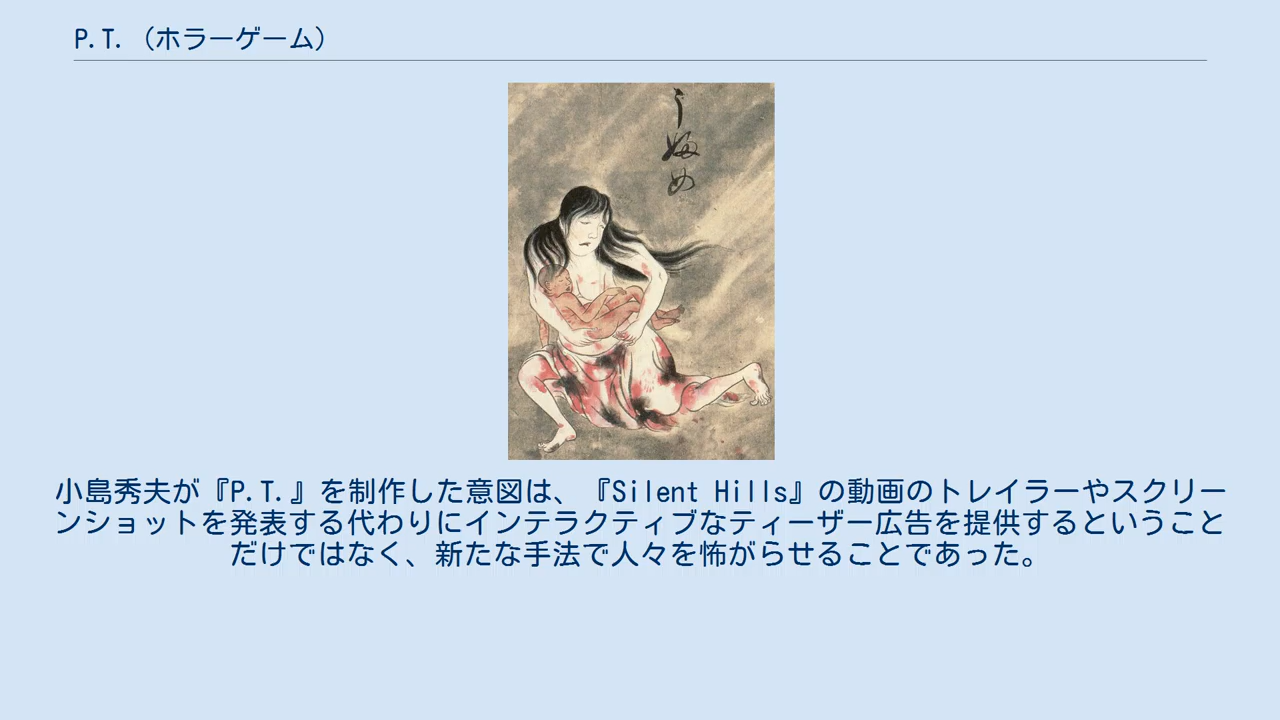 P.T.（ホラーゲーム）
うぶめ
小島秀夫が『P.T.』を制作した意図は、『Silent Hills』の動画のトレイラーやスクリー
ンショットを発表する代わりにインテラクティブなティーザー広告を提供するということ
だけではなく、新たな手法で人々を怖がらせることであった。